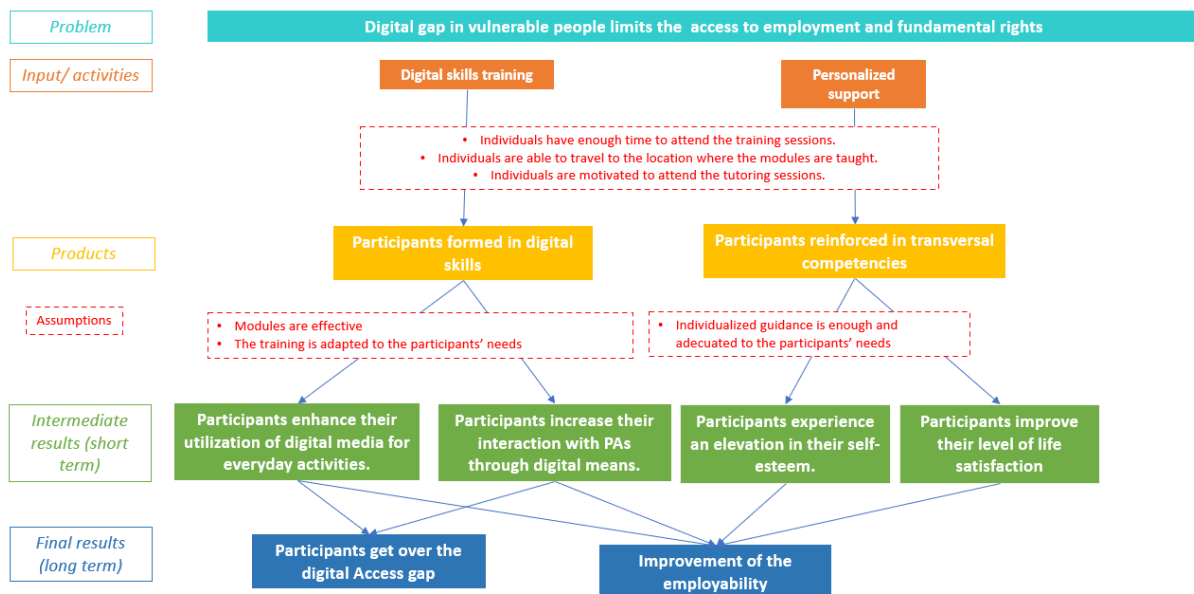 Problem
Digital gap in vulnerable people limits the access to employment and fundamental rights
Input/ activities
Digital skills training
Personalized
support
• Individuals have enough time to attend the training sessions.
• Individuals are able to travel to the location where the modules are taught.
• Individuals are motivated to attend the tutoring sessions.
Products
Participants formed in digital
skills
Participants reinforced in transversal
competencies
Assumptions
• Modules are effective
• The training is adapted to the participants' needs
• Individualized guidance is enough and
adecuated to the participants' needs
Intermediate
results (short
term)
Participants enhance their
utilization of digital media for
everyday activities.
Participants increase their
interaction with PAs
through digital means.
Participants experience
an elevation in their self-
esteem.
Participants improve
their level of life
satisfaction
Final results
(long term)
Participants get over the
digital Access gap
Improvement of the
employability